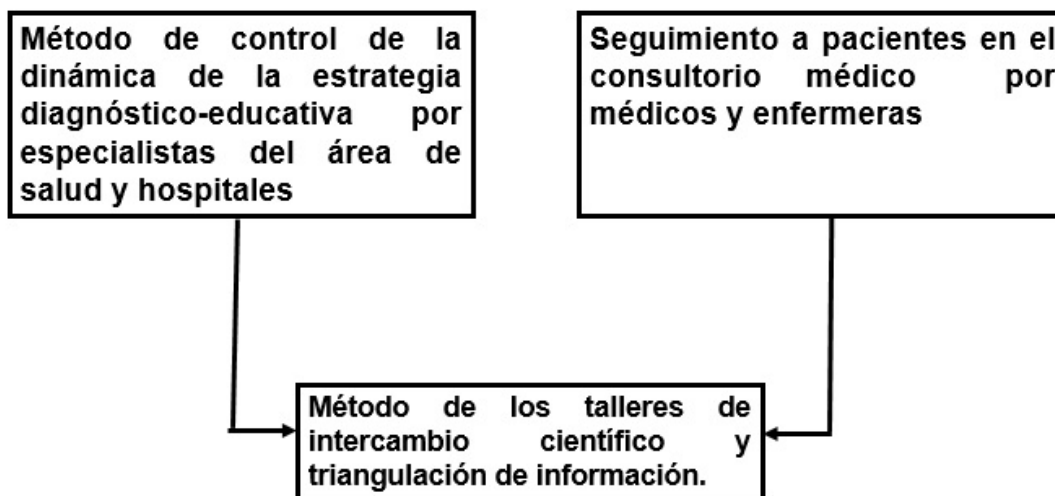 Método de control de la
dinámica de la estrategia
diagnóstico-educativa por
especialistas del área de
salud y hospitales
Seguimiento a pacientes en el
consultorio médico por
médicos y enfermeras
Método de los talleres de
intercambio científico y
triangulación de información.